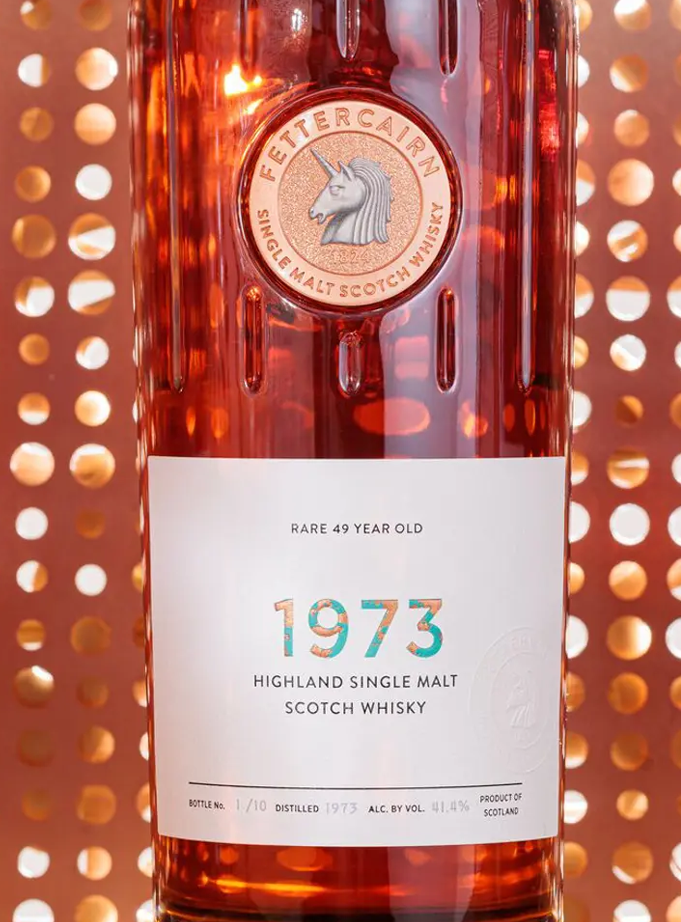 FETTERCAIRN
1824
SINGLE MALT SCOTCH WHISKY
RARE 49 YEAR OLD
1973
HIGHLAND SINGLE MALT
SCOTCH WHISKY
BOTTLE No. 1/10 DISTILLED 1973 ALC. BY VOL. 41.4% PRODUCT OF
SCOTLAND